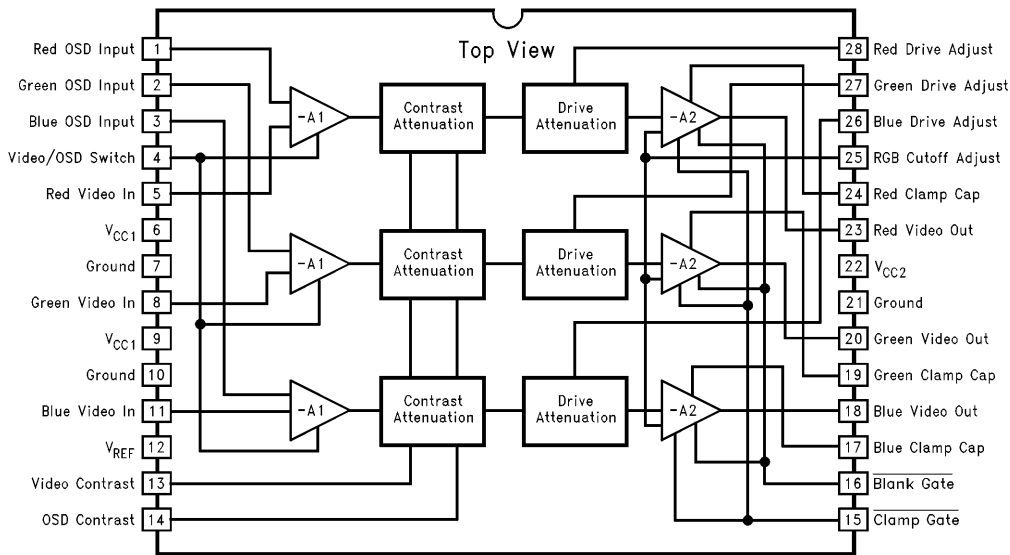 Top View
Red OSD Input 1
Green OSD Input 2
Blue OSD Input 3
Video/OSD Switch 4
Red Video In 5
VCC1 6
Ground 7
Green Video In 8
VCC1 9
Ground 10
Blue Video In 11
VREF 12
Video Contrast 13
OSD Contrast 14
-A1
Contrast
Attenuation
Drive
Attenuation
-A2
-A1
Contrast
Attenuation
Drive
Attenuation
-A2
-A1
Contrast
Attenuation
Drive
Attenuation
-A2
28 Red Drive Adjust
27 Green Drive Adjust
26 Blue Drive Adjust
25 RGB Cutoff Adjust
24 Red Clamp Cap
23 Red Video Out
22 VCC2
21 Ground
20 Green Video Out
19 Green Clamp Cap
18 Blue Video Out
17 Blue Clamp Cap
16 Blank Gate
15 Clamp Gate